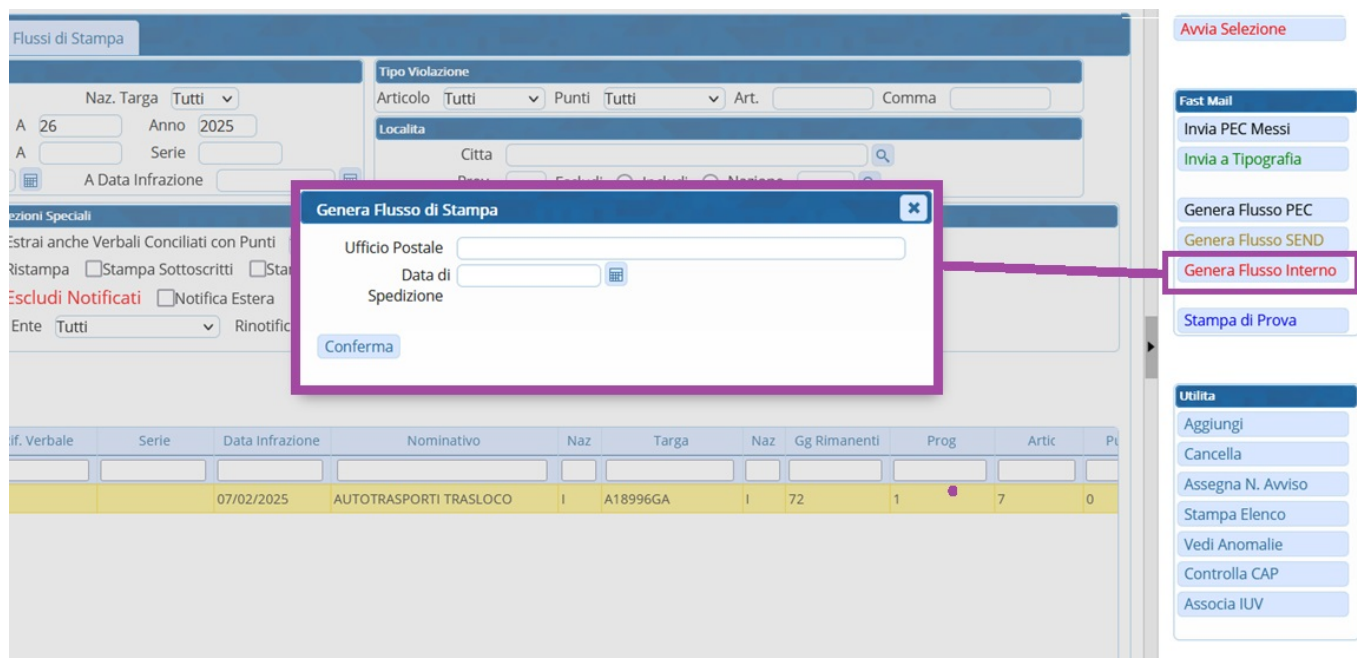 Flussi di Stampa
Avvia Selezione
Tipo Violazione
Naz. Targa Tutti
Articolo Tutti Punti Tutti Art. Comma
Fast Mail
A 26 Anno 2025
Localita
Invia PEC Messi
A Serie
Citta
Invia a Tipografia
A Data Infrazione
Genera Flusso di Stampa
Genera Flusso PEC
ezioni Speciali
Estrai anche Verbali Conciliati con Punti
Ufficio Postale
Genera Flusso SEND
Ristampa Stampa Sottoscritti
Data di
Spedizione
Genera Flusso Interno
Escludi Notificati Notifica Estera
Ente Tutti
Stampa di Prova
Conferma
Utilita
Aggiungi
Cancella
Assegna N. Avviso
Stampa Elenco
Vedi Anomalie
Controlla CAP
Associa IUV
if. Verbale Serie Data Infrazione Nominativo Naz Targa Naz Gg Rimanenti Prog Artic
07/02/2025 AUTOTRASPORTI TRASLOCO I A18996GA I 72 1 7 0